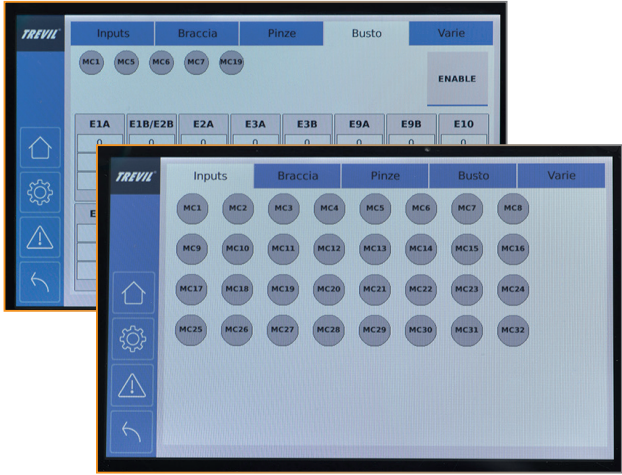 TREVIL
Inputs Braccia Pinze Busto Varie
MC1 MC5 MC6 MC7 MC19
ENABLE
E1A E1B/E2B E2A E3A E3B E9A E9B E10
TREVIL
Inputs Braccia Pinze Busto Varie
MC1 MC2 MC3 MC4 MC5 MC6 MC7 MC8
MC9 MC10 MC11 MC12 MC13 MC14 MC15 MC16
MC17 MC18 MC19 MC20 MC21 MC22 MC23 MC24
MC25 MC26 MC27 MC28 MC29 MC30 MC31 MC32